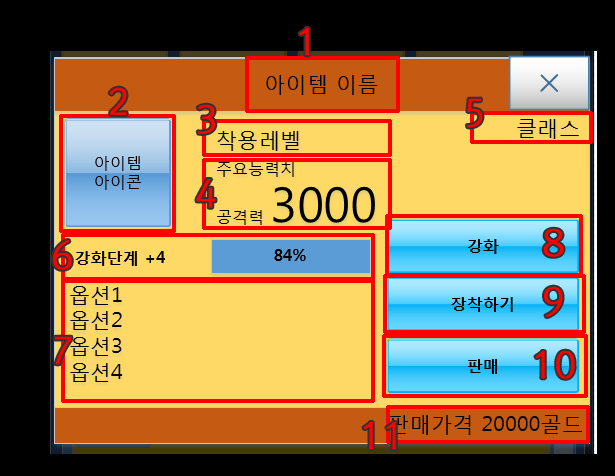 1
아이템 이름
×
2
아이템
아이콘
3
착용레벨
5
클래스
4
주요능력치
공격력 3000
6
강화단계 +4
84%
8
강화
7
옵션1
옵션2
옵션3
옵션4
9
장착하기
10
판매
11
판매가격 20000골드